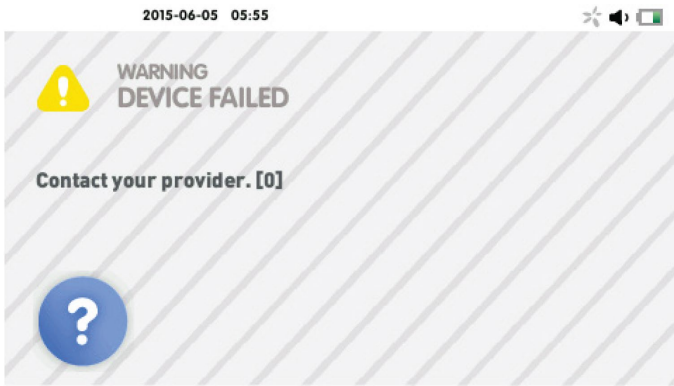 2015-06-05 05:55
WARNING
DEVICE FAILED
Contact your provider. [0]
?